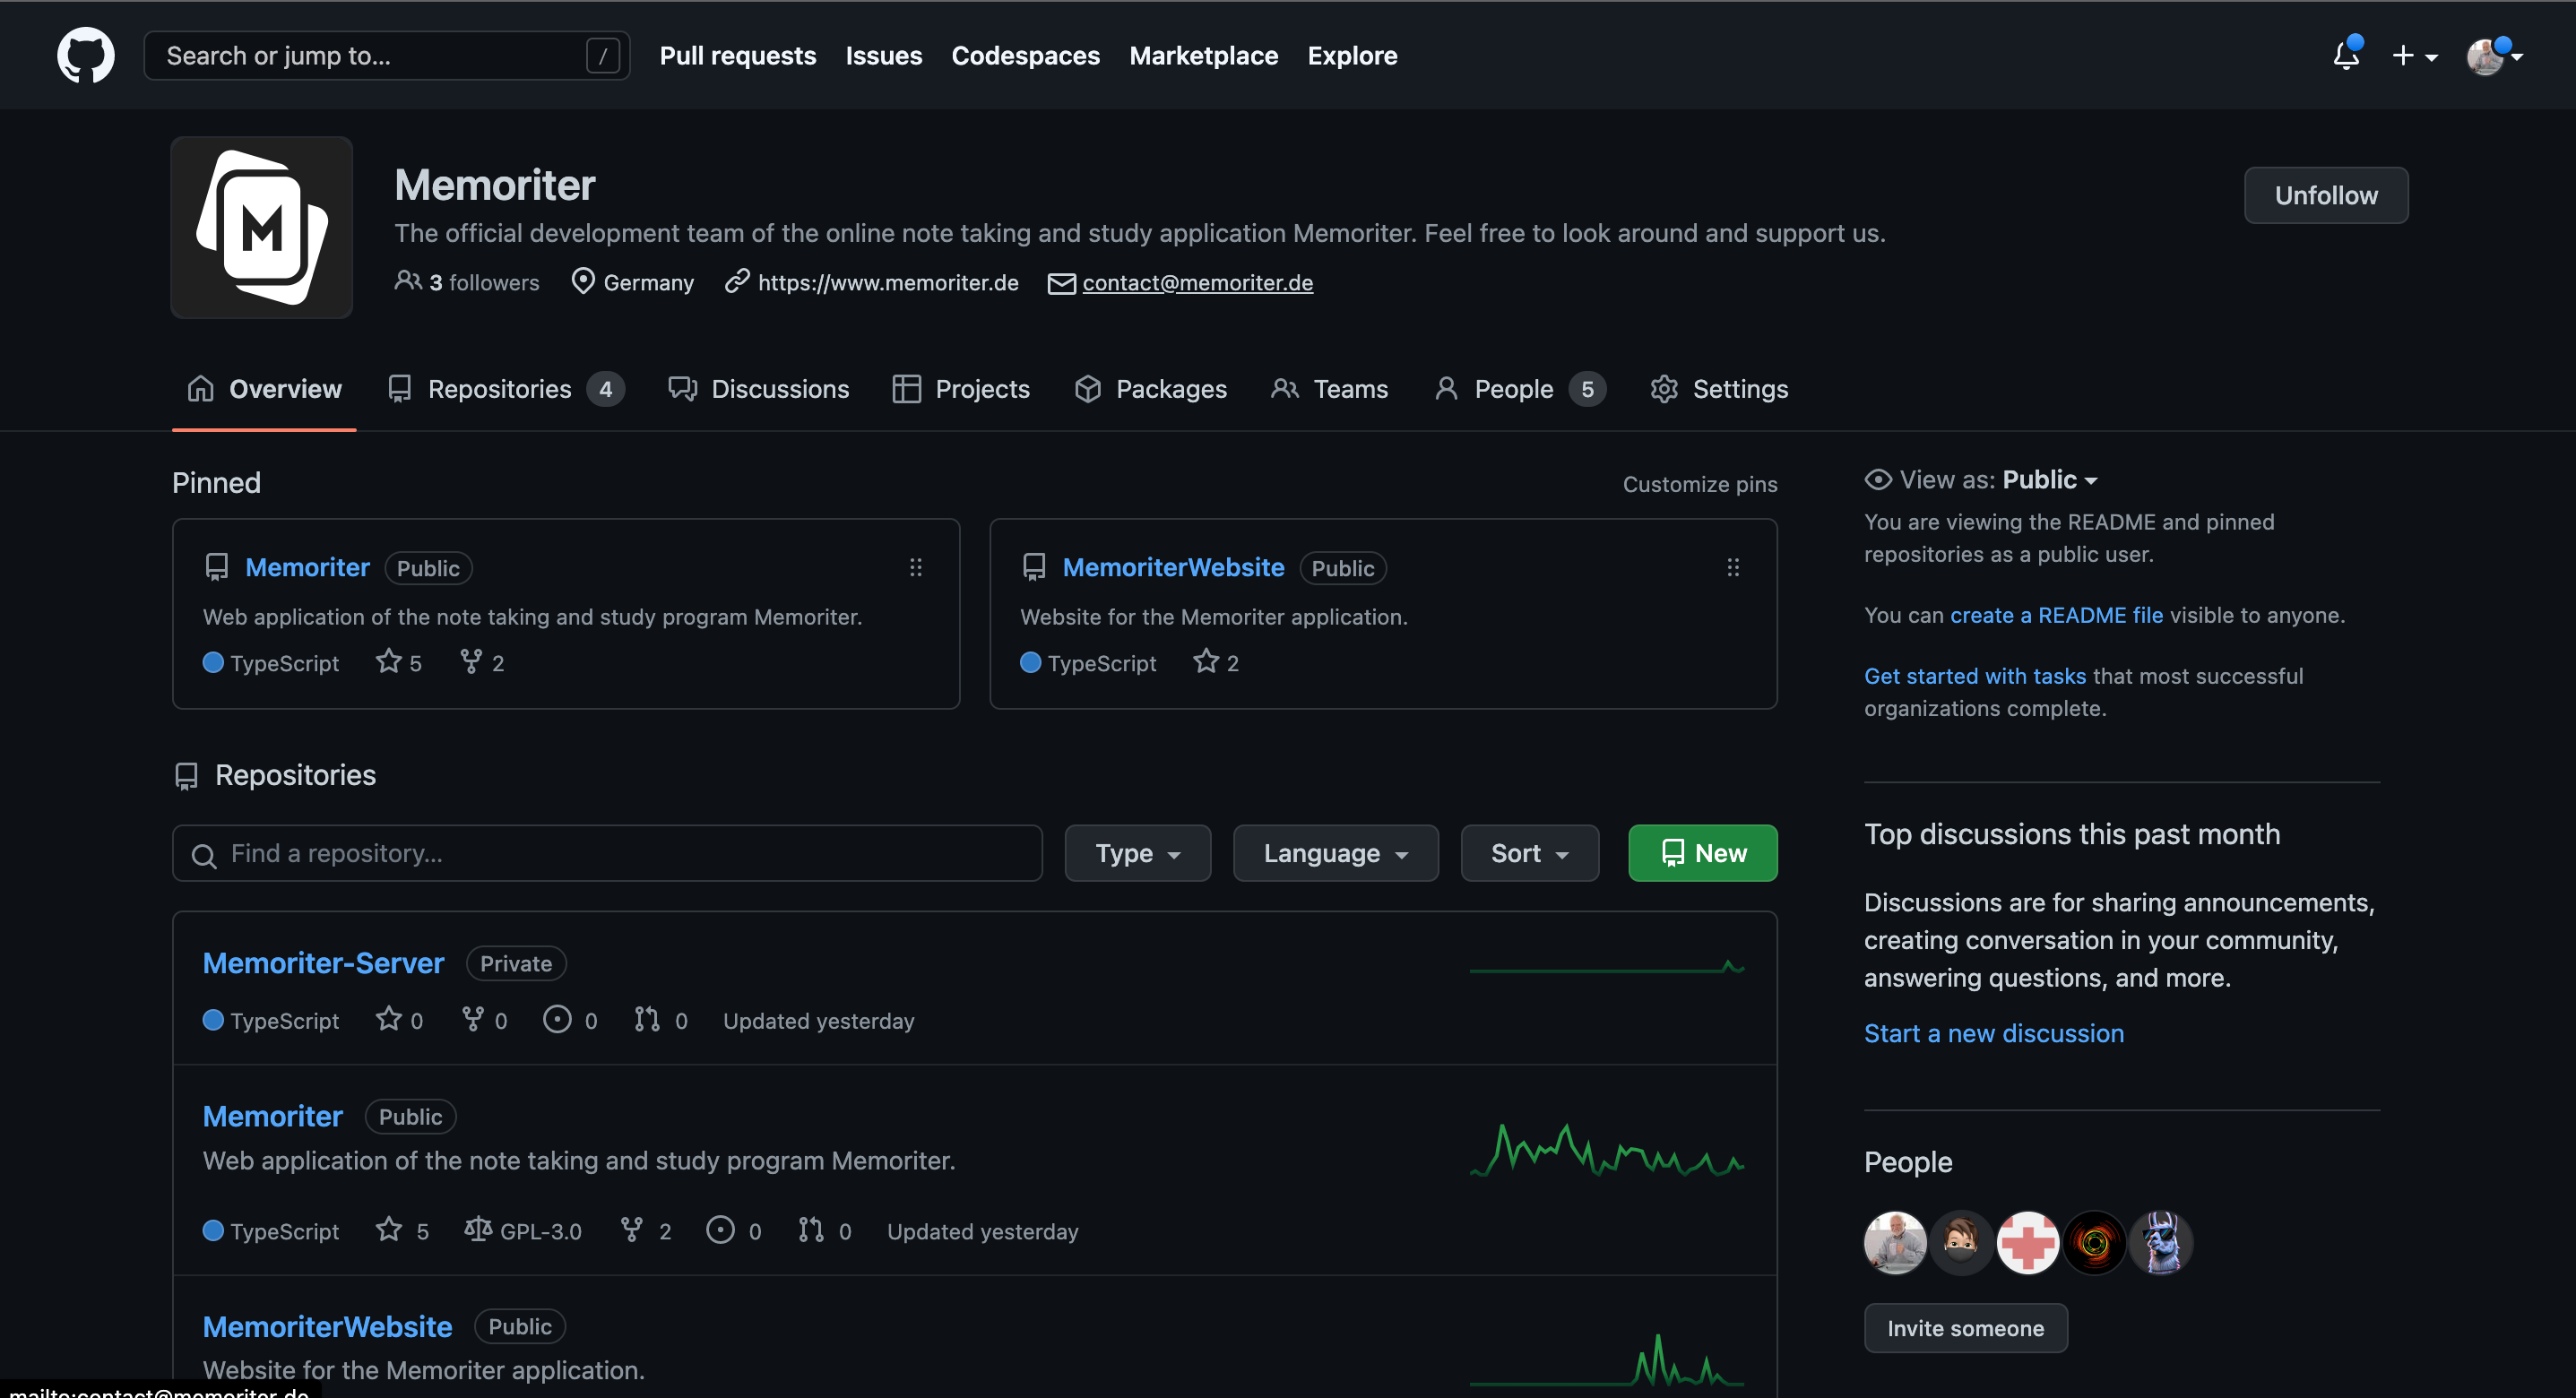 Search or jump to... / Pull requests Issues Codespaces Marketplace Explore
M
Memoriter
Unfollow
The official development team of the online note taking and study application Memoriter. Feel free to look around and support us.
3 followers Germany https://www.memoriter.de contact@memoriter.de
Overview Repositories 4 Discussions Projects Packages Teams People 5 Settings
Pinned
Customize pins
Memoriter Public
Web application of the note taking and study program Memoriter.
TypeScript 5 2
MemoriterWebsite Public
Website for the Memoriter application.
TypeScript 2
Repositories
Find a repository... Type Language Sort New
Memoriter-Server Private
TypeScript 0 0 0 0 Updated yesterday
Memoriter Public
Web application of the note taking and study program Memoriter.
TypeScript 5 GPL-3.0 2 0 0 Updated yesterday
MemoriterWebsite Public
Website for the Memoriter application.
View as: Public
You are viewing the README and pinned
repositories as a public user.
You can create a README file visible to anyone.
Get started with tasks that most successful
organizations complete.
Top discussions this past month
Discussions are for sharing announcements,
creating conversation in your community,
answering questions, and more.
Start a new discussion
People
Invite someone
mailto:contact@memoriter.de